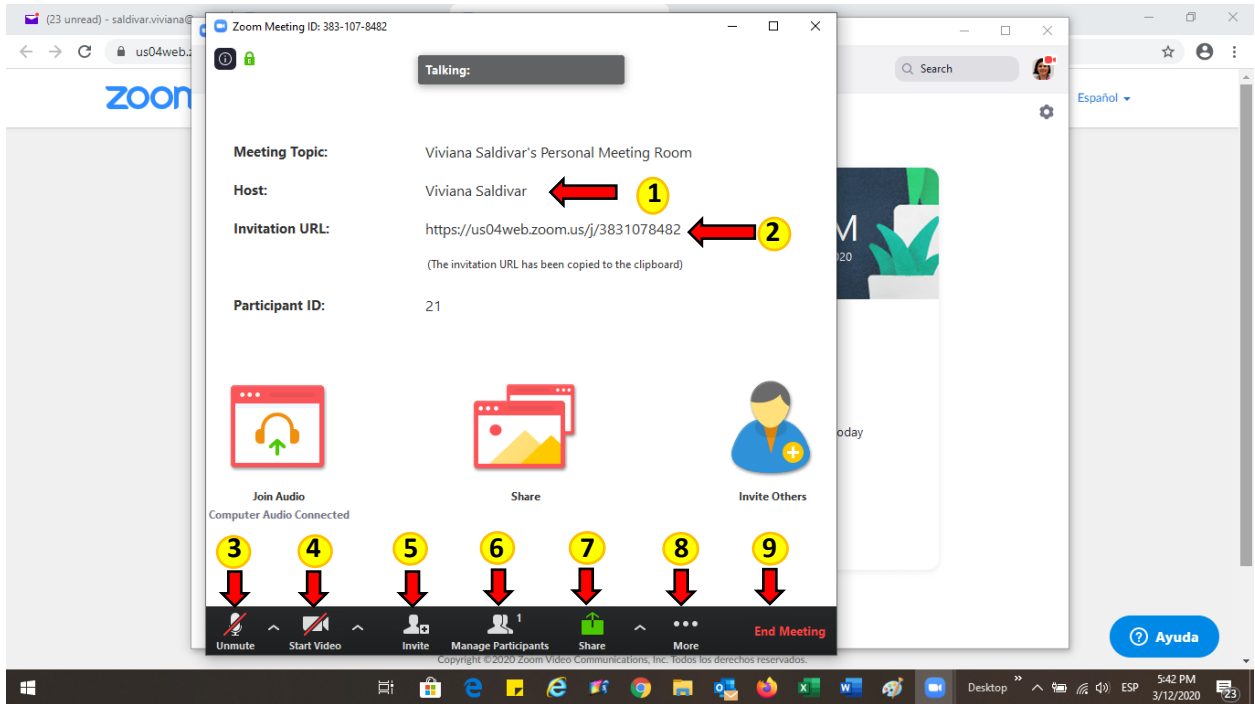 (23 unread) - saldivar.viviana@
Zoom Meeting ID: 383-107-8482
us04web.z
Talking:
Search
zoom
Español
Meeting Topic: Viviana Saldivar's Personal Meeting Room
Host: Viviana Saldivar
1
Invitation URL: https://us04web.zoom.us/j/3831078482
2
(The invitation URL has been copied to the clipboard)
M
20
Participant ID: 21
oday
Join Audio Share Invite Others
Computer Audio Connected
3 4 5 6 7 8 9
1
Unmute Start Video Invite Manage Participants Share More End Meeting
Ayuda
Copyright ©2020 Zoom Video Communications, Inc. Todos los derechos reservados.
Desktop ESP 5:42 PM
3/12/2020 23